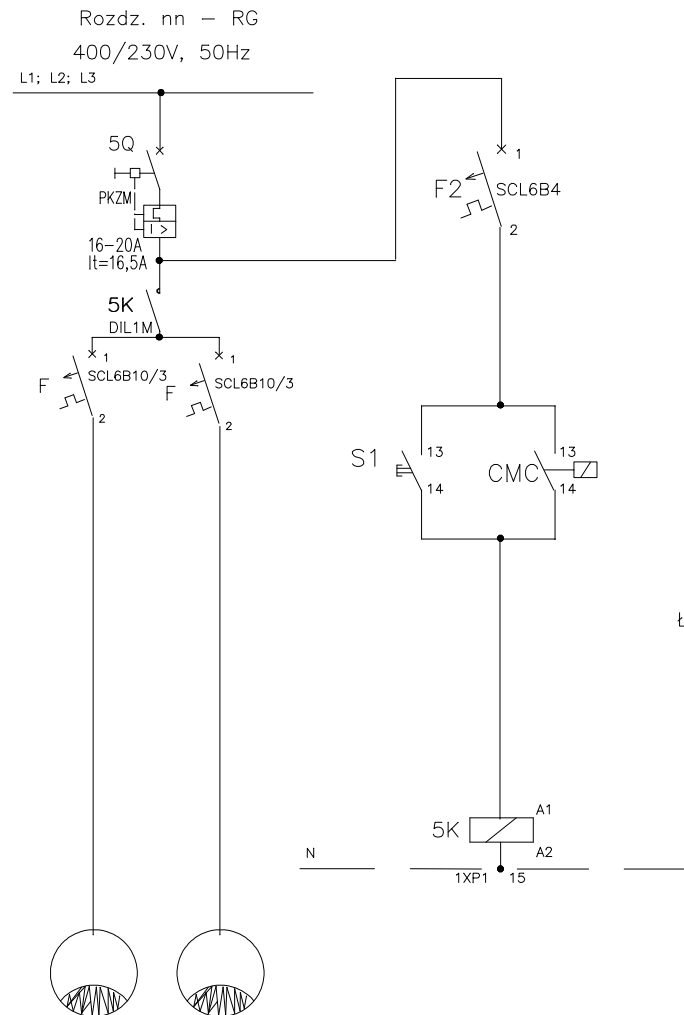 Rozdz. nn – RG
400/230V, 50Hz
L1; L2; L3
5Q
PKZM
I >
16–20A
It=16,5A
5K
DIL1M
1
SCL6B10/3
F
2
1
SCL6B10/3
F
2
1
F2
SCL6B4
2
S1
13
14
CMC
13
14
Ł
5K
A1
A2
N
1XP1
15